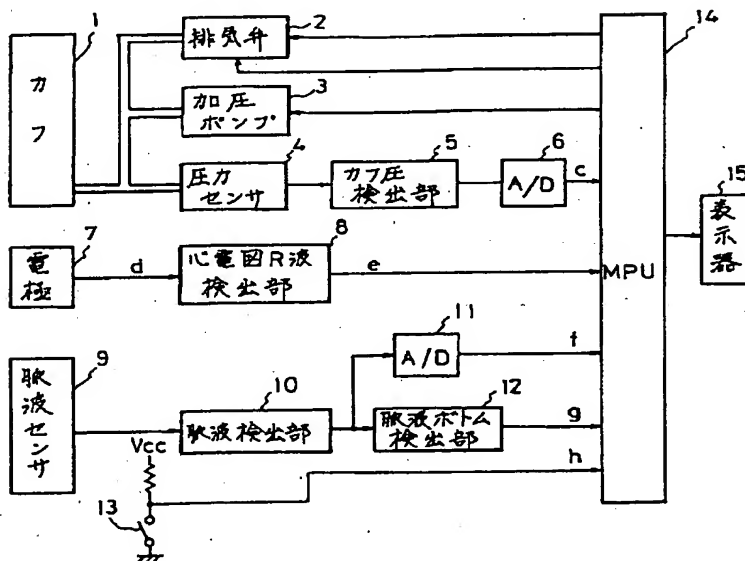 1
カフ
2
排気弁
3
加圧
ポンプ
4
圧力
センサ
5
カフ圧
検出部
6
A/D
c
14
MPU
15
表示器
7
電極
d
8
心電図R波
検出部
e
9
脈波センサ
10
脈波検出部
11
A/D
f
12
脈波ボトム
検出部
g
Vcc
h
13